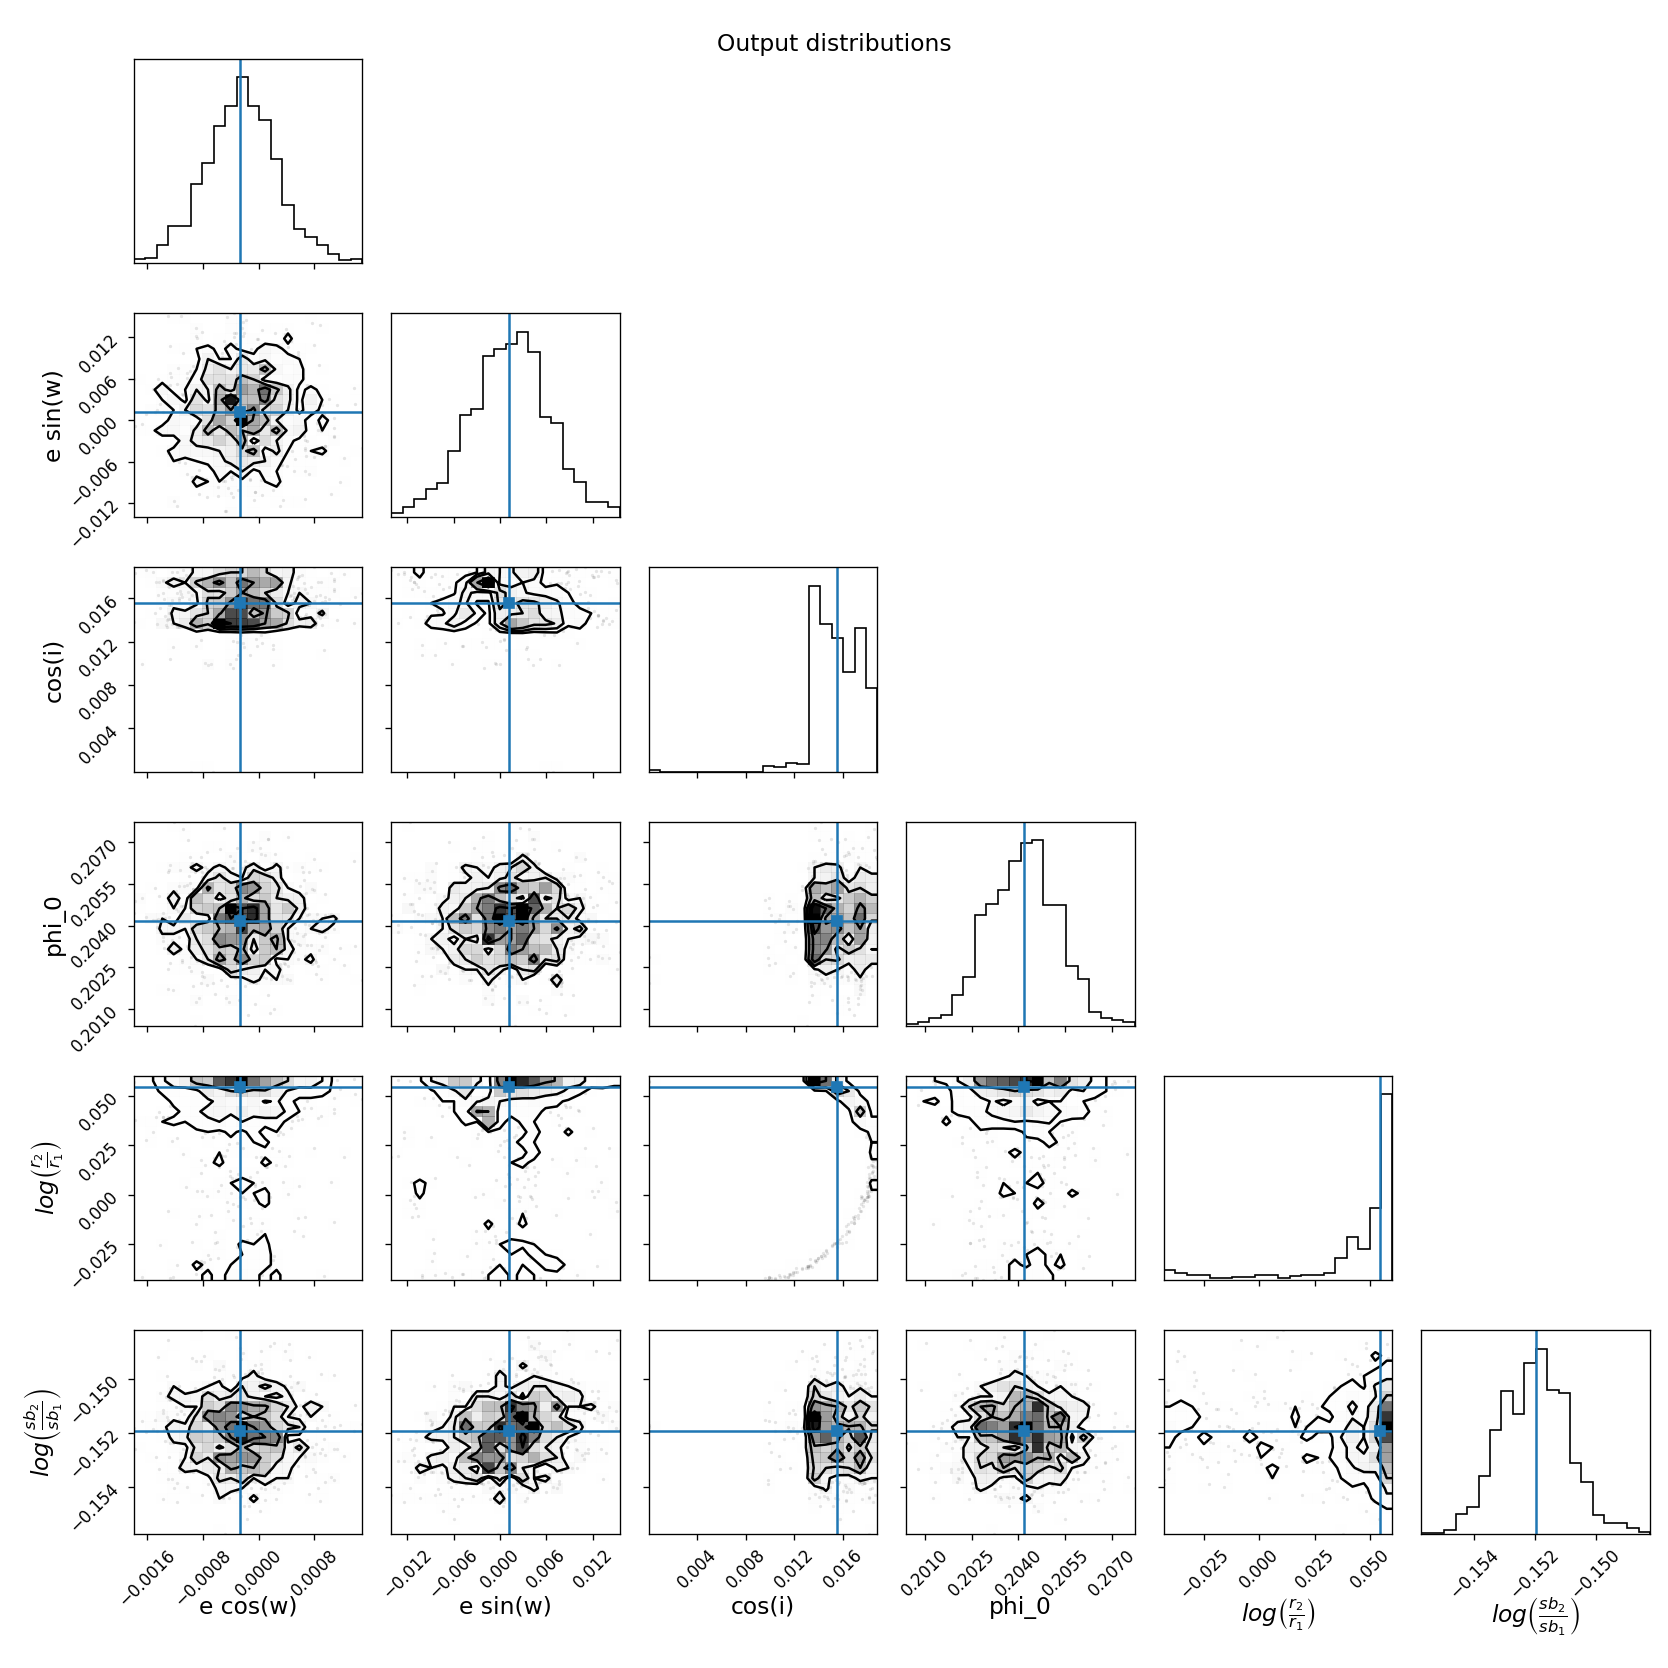 Output distributions
e sin(w)
0.012
0.006
0.000
−0.006
−0.012
cos(i)
0.016
0.012
0.008
0.004
phi_0
0.2070
0.2055
0.2040
0.2025
0.2010
log(r2/r1)
0.050
0.025
0.000
−0.025
log(sb2/sb1)
−0.150
−0.152
−0.154
−0.0016 −0.0008 0.0000 0.0008
−0.012 −0.006 0.000 0.006 0.012
0.004 0.008 0.012 0.016
0.2010 0.2025 0.2040 0.2055 0.2070
−0.025 0.000 0.025 0.050
−0.154 −0.152 −0.150
e cos(w) e sin(w) cos(i) phi_0 log(r2/r1) log(sb2/sb1)